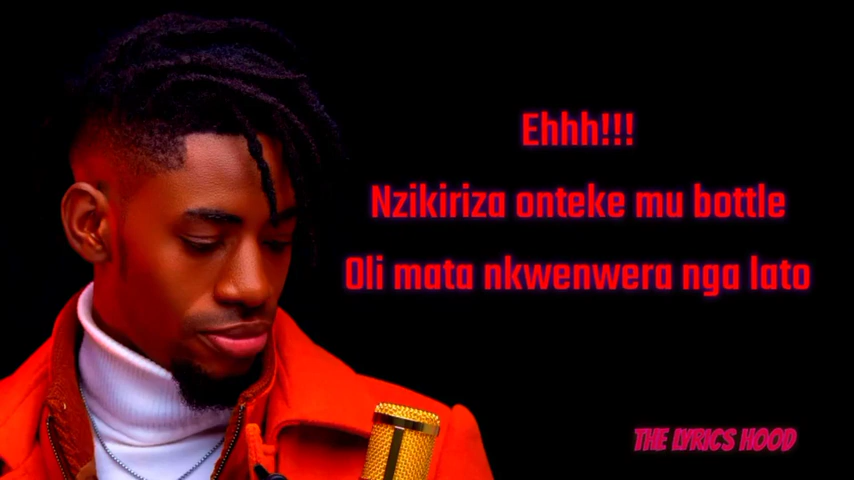 Ehhh!!!
Nzikiriza onteke mu bottle
Oli mata nkwenwera nga lato
THE LYRICS HOOD